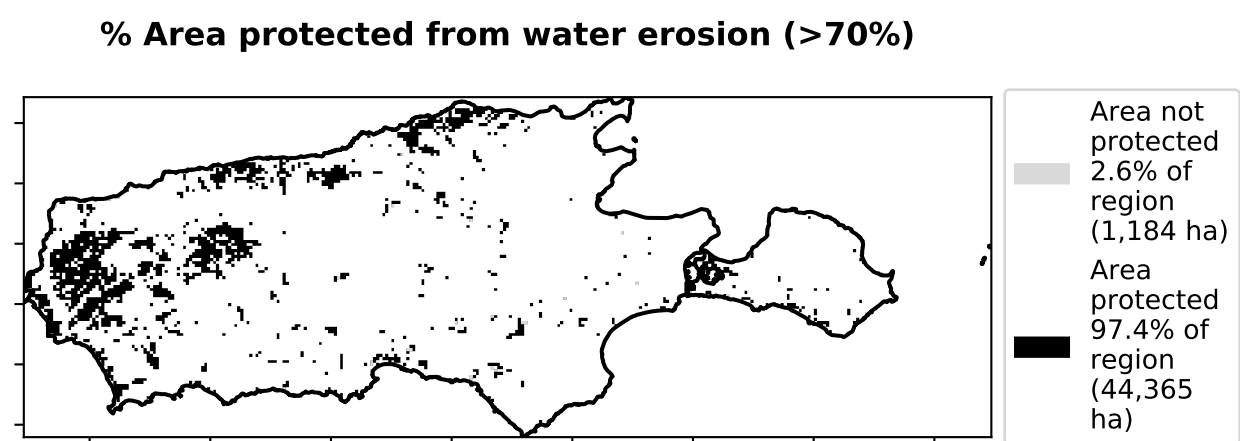 % Area protected from water erosion (>70%)
Area not
protected
2.6% of
region
(1,184 ha)
Area
protected
97.4% of
region
(44,365
ha)